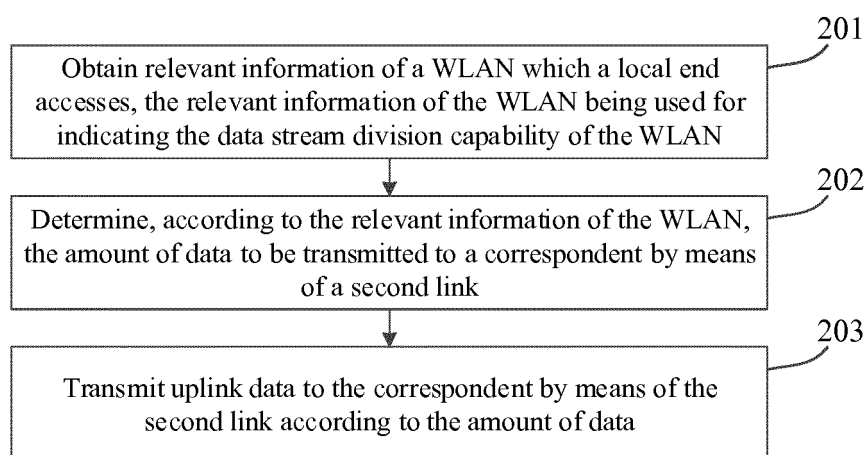 201
Obtain relevant information of a WLAN which a local end
accesses, the relevant information of the WLAN being used for
indicating the data stream division capability of the WLAN
202
Determine, according to the relevant information of the WLAN,
the amount of data to be transmitted to a correspondent by means
of a second link
203
Transmit uplink data to the correspondent by means of the
second link according to the amount of data